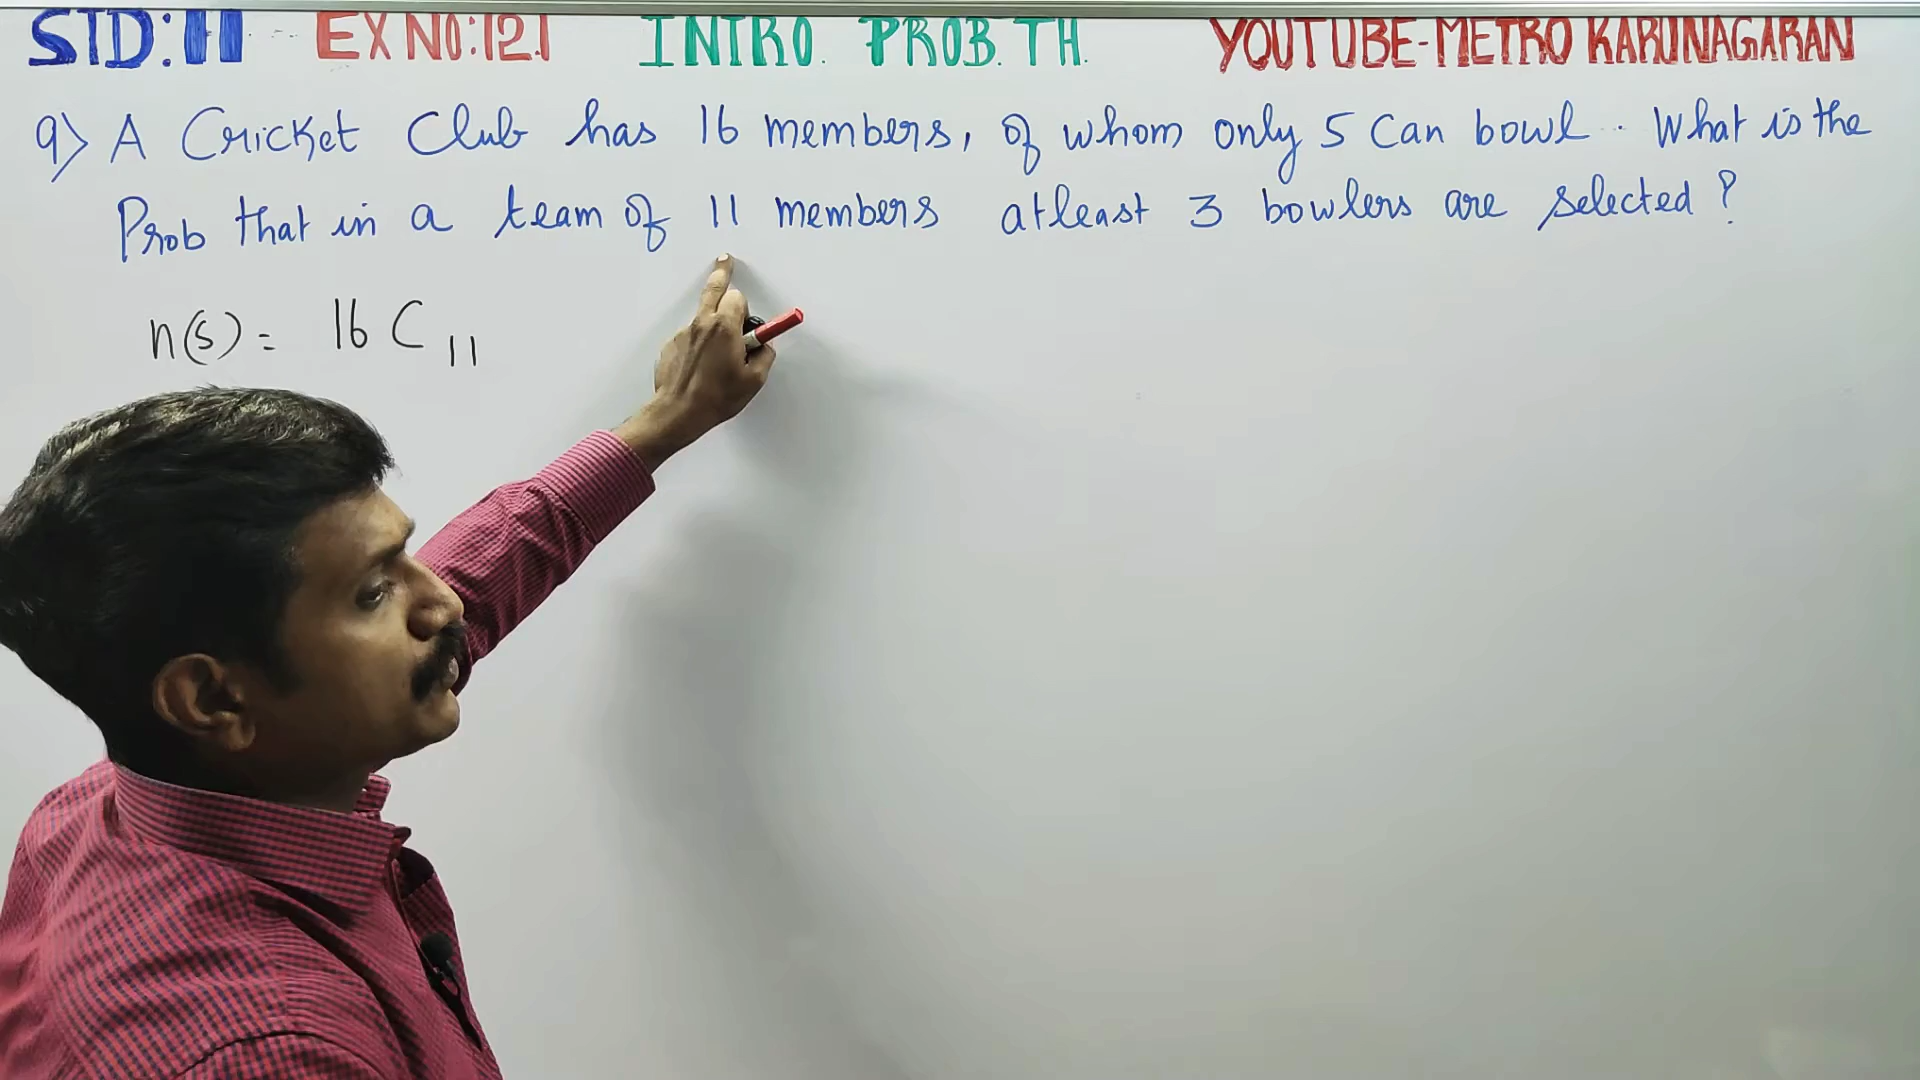 STD:11 EX NO:12.1 INTRO. PROB. TH. YOUTUBE-METRO KARUNAGARAN
9) A Cricket Club has 16 members, of whom only 5 Can bowl. What is the
Prob that in a team of 11 members atleast 3 bowlers are selected?
n(s) = 16 C 11